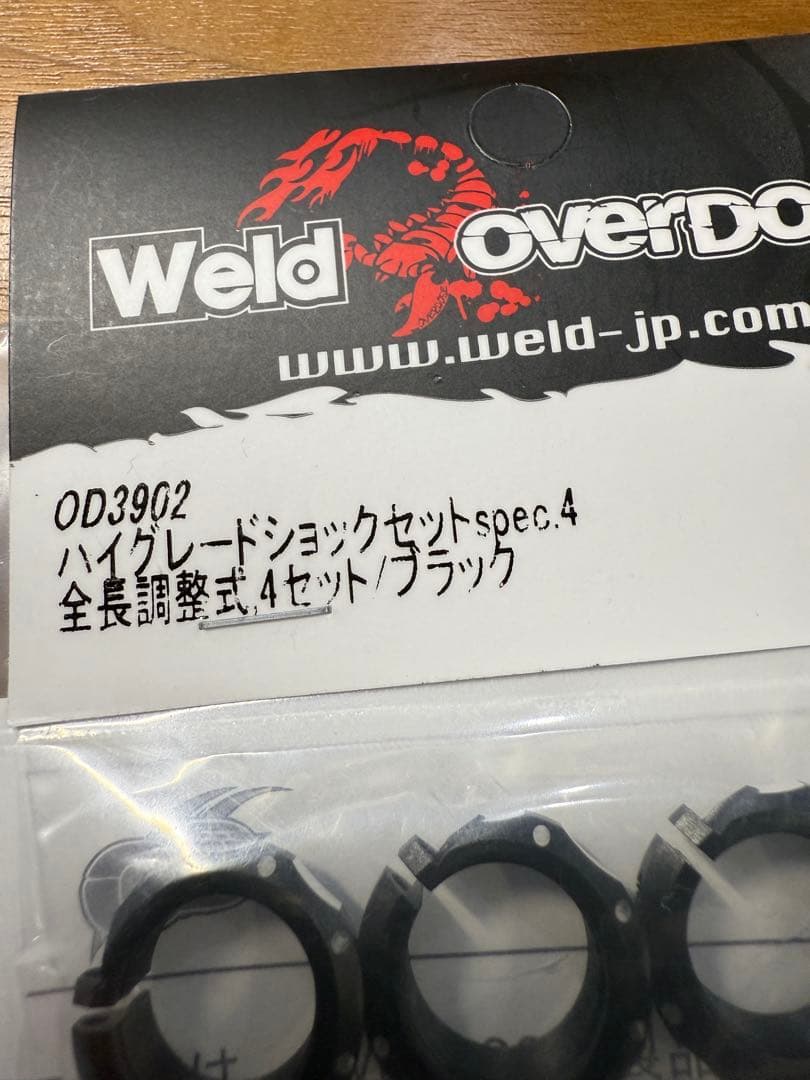 Weld OVERDO
www.weld-jp.com
OD3902
ハイグレードショックセットspec.4
全長調整式,4セット/ブラック